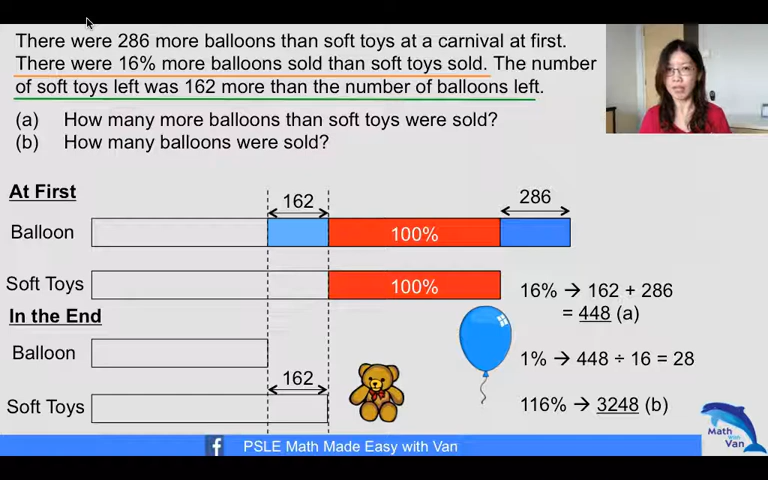 There were 286 more balloons than soft toys at a carnival at first.
There were 16% more balloons sold than soft toys sold. The number
of soft toys left was 162 more than the number of balloons left.
(a) How many more balloons than soft toys were sold?
(b) How many balloons were sold?
At First
162
286
Balloon
100%
Soft Toys
100%
16% → 162 + 286
= 448 (a)
In the End
Balloon
1% → 448 ÷ 16 = 28
162
Soft Toys
116% → 3248 (b)
f PSLE Math Made Easy with Van
Math
with
Van